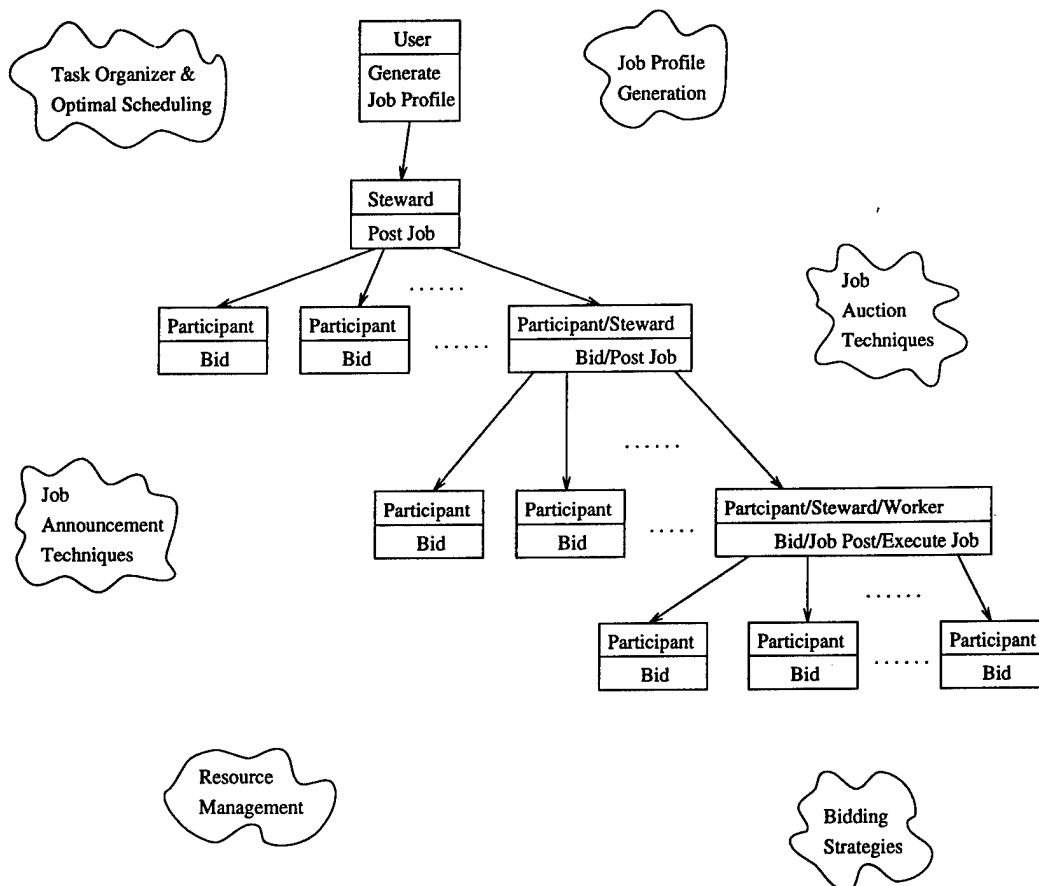 User
Generate
Job Profile
Task Organizer &
Optimal Scheduling
Job Profile
Generation
Steward
Post Job
......
Participant
Bid
Participant
Bid
......
Participant/Steward
Bid/Post Job
Job
Auction
Techniques
......
Job
Announcement
Techniques
Participant
Bid
Participant
Bid
......
Partcipant/Steward/Worker
Bid/Job Post/Execute Job
......
Participant
Bid
Participant
Bid
......
Participant
Bid
Resource
Management
Bidding
Strategies